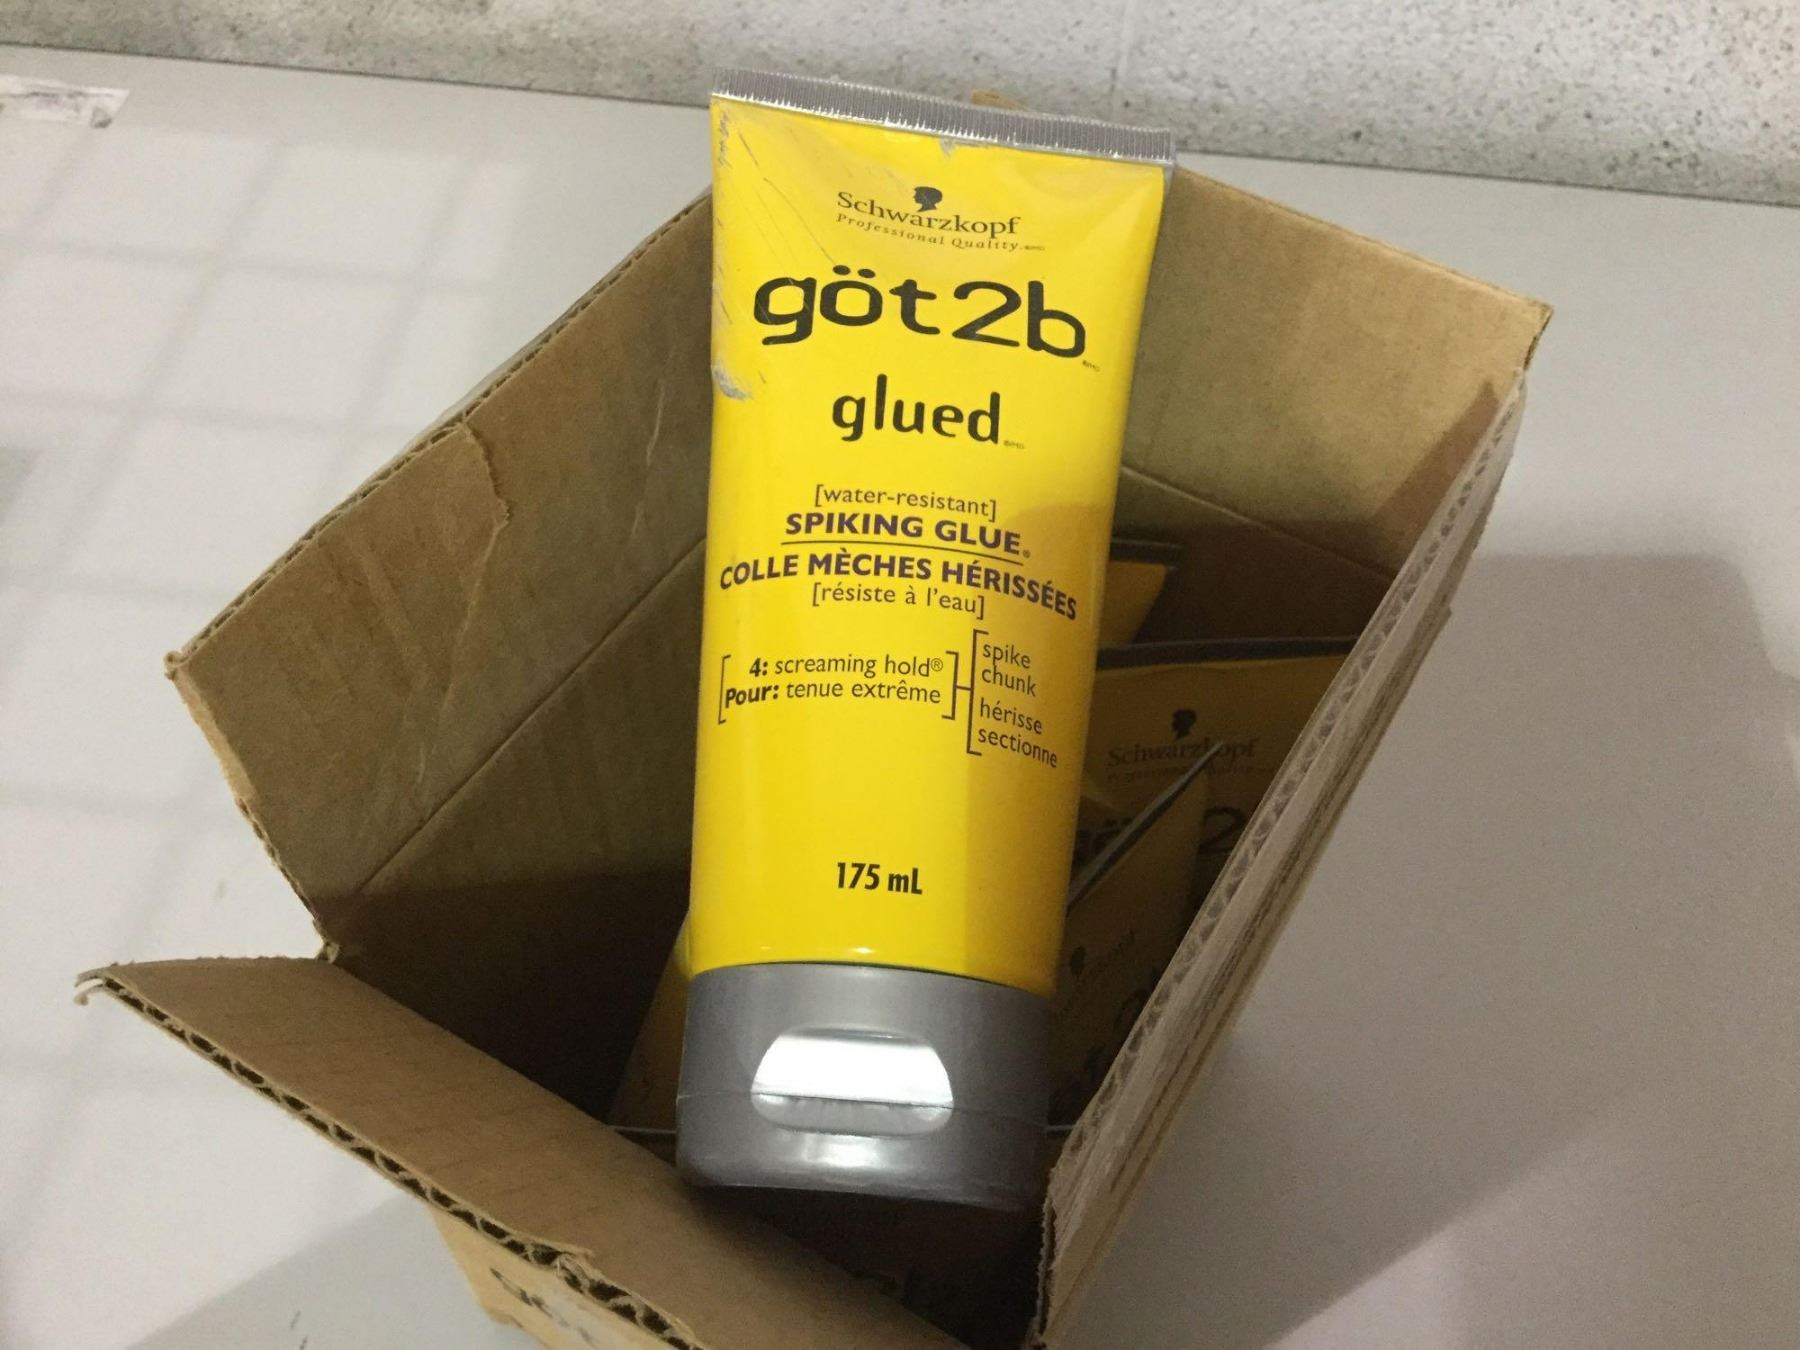 Schwarzkopf
Professional Quality
göt2b
glued
[water-resistant]
SPIKING GLUE®
COLLE MÈCHES HÉRISSÉES
[résiste à l'eau]
4: screaming hold®
Pour: tenue extrême
spike
chunk
hérisse
sectionne
175 mL
Schwarzkopf